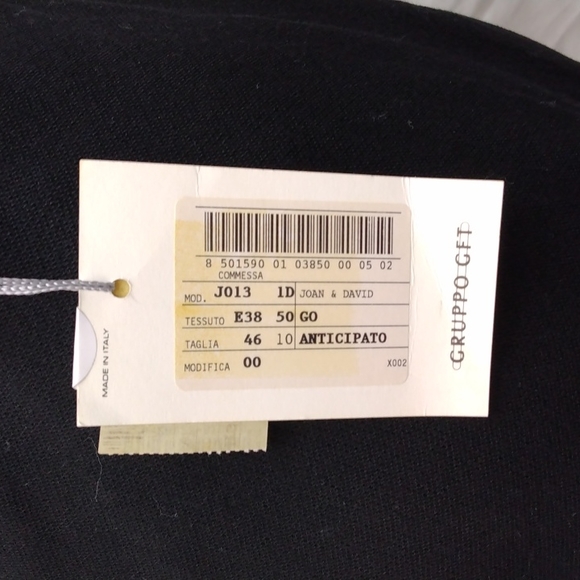 8 501590 01 03850 00 05 02
COMMESSA
MOD. J013 1D JOAN & DAVID
TESSUTO E38 50 GO
TAGLIA 46 10 ANTICIPATO
MODIFICA 00 X002
GRUPPO GFT
MADE IN ITALY